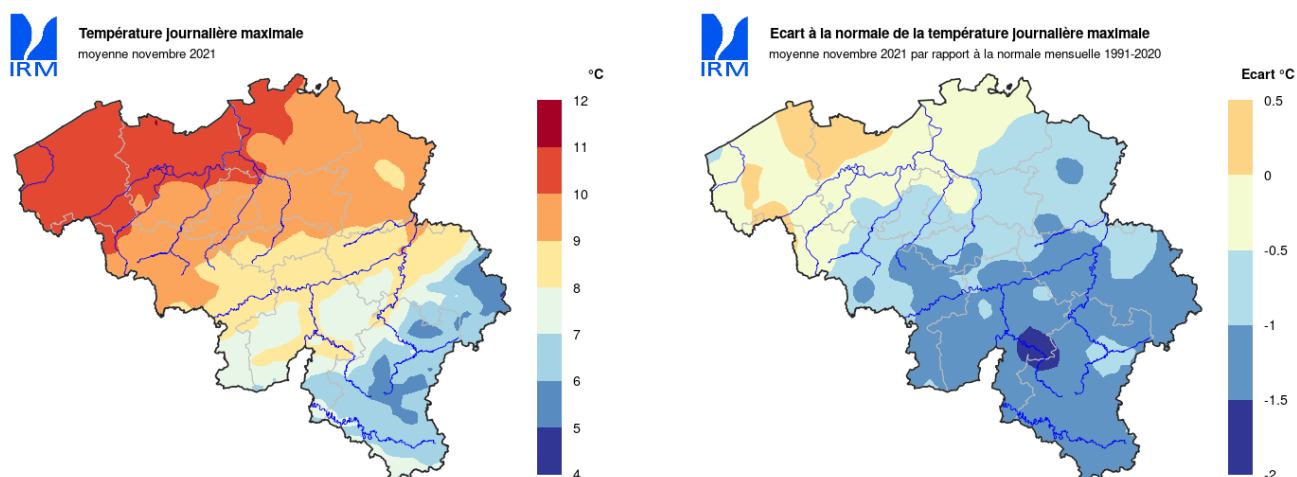 IRM
Température journalière maximale
moyenne novembre 2021
°C
12
11
10
9
8
7
6
5
4
IRM
Ecart à la normale de la température journalière maximale
moyenne novembre 2021 par rapport à la normale mensuelle 1991-2020
Ecart °C
0.5
0
-0.5
-1
-1.5
-2